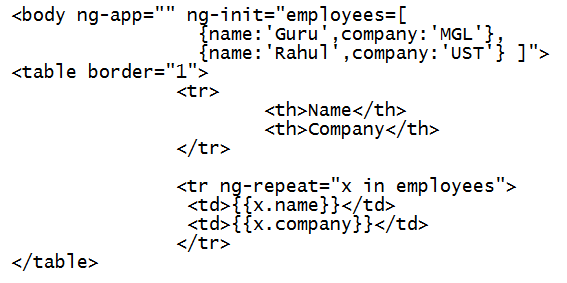 <body ng-app="" ng-init="employees=[
{name:'Guru',company:'MGL'},
{name:'Rahul',company:'UST'} ]">
<table border="1">
<tr>
<th>Name</th>
<th>Company</th>
</tr>
<tr ng-repeat="x in employees">
<td>{{x.name}}</td>
<td>{{x.company}}</td>
</tr>
</table>